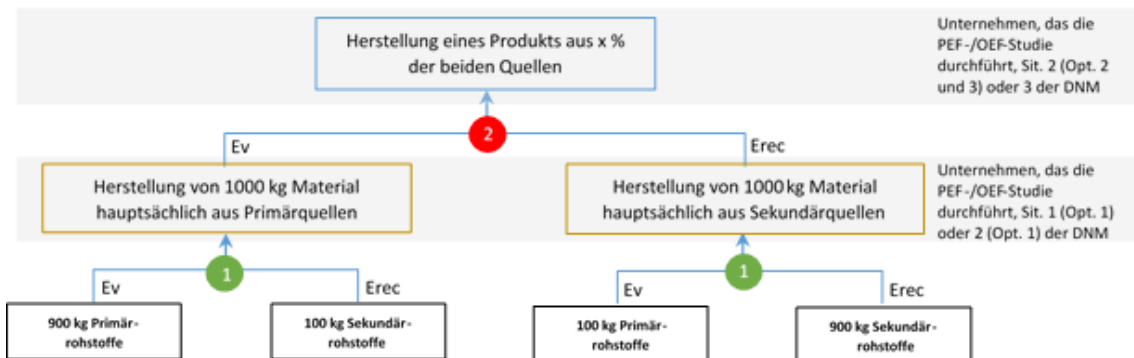 Herstellung eines Produkts aus x %
der beiden Quellen
Unternehmen, das die
PEF-/OEF-Studie
durchführt, Sit. 2 (Opt. 2
und 3) oder 3 der DNM
2
Ev
Erec
Herstellung von 1000 kg Material
hauptsächlich aus Primärquellen
Herstellung von 1000 kg Material
hauptsächlich aus Sekundärquellen
Unternehmen, das die
PEF-/OEF-Studie
durchführt, Sit. 1 (Opt. 1)
oder 2 (Opt. 1) der DNM
1
1
Ev
Erec
Ev
Erec
900 kg Primär-
rohstoffe
100 kg Sekundär-
rohstoffe
100 kg Primär-
rohstoffe
900 kg Sekundär-
rohstoffe